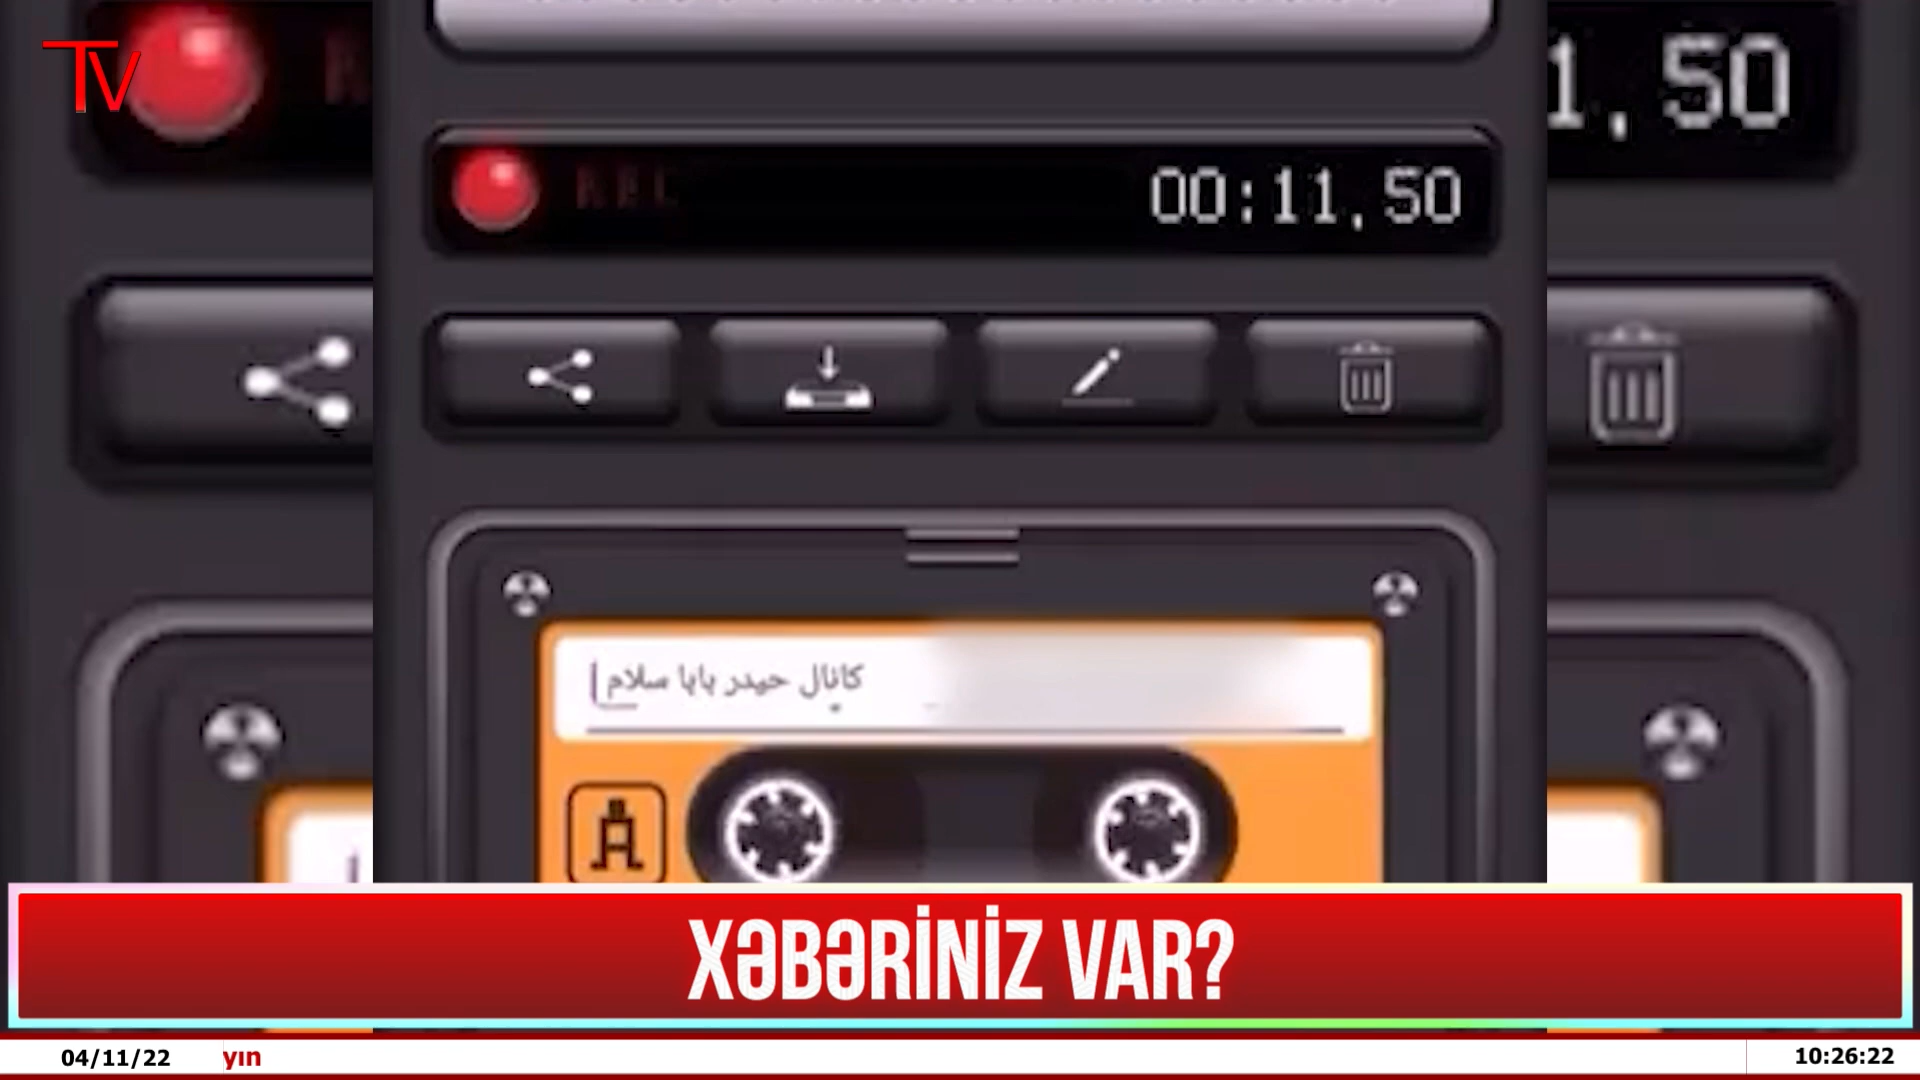 TV
1,50
00:11,50
کانال حیدر بابا سلام
XƏBƏRİNİZ VAR?
04/11/22
yın
10:26:22